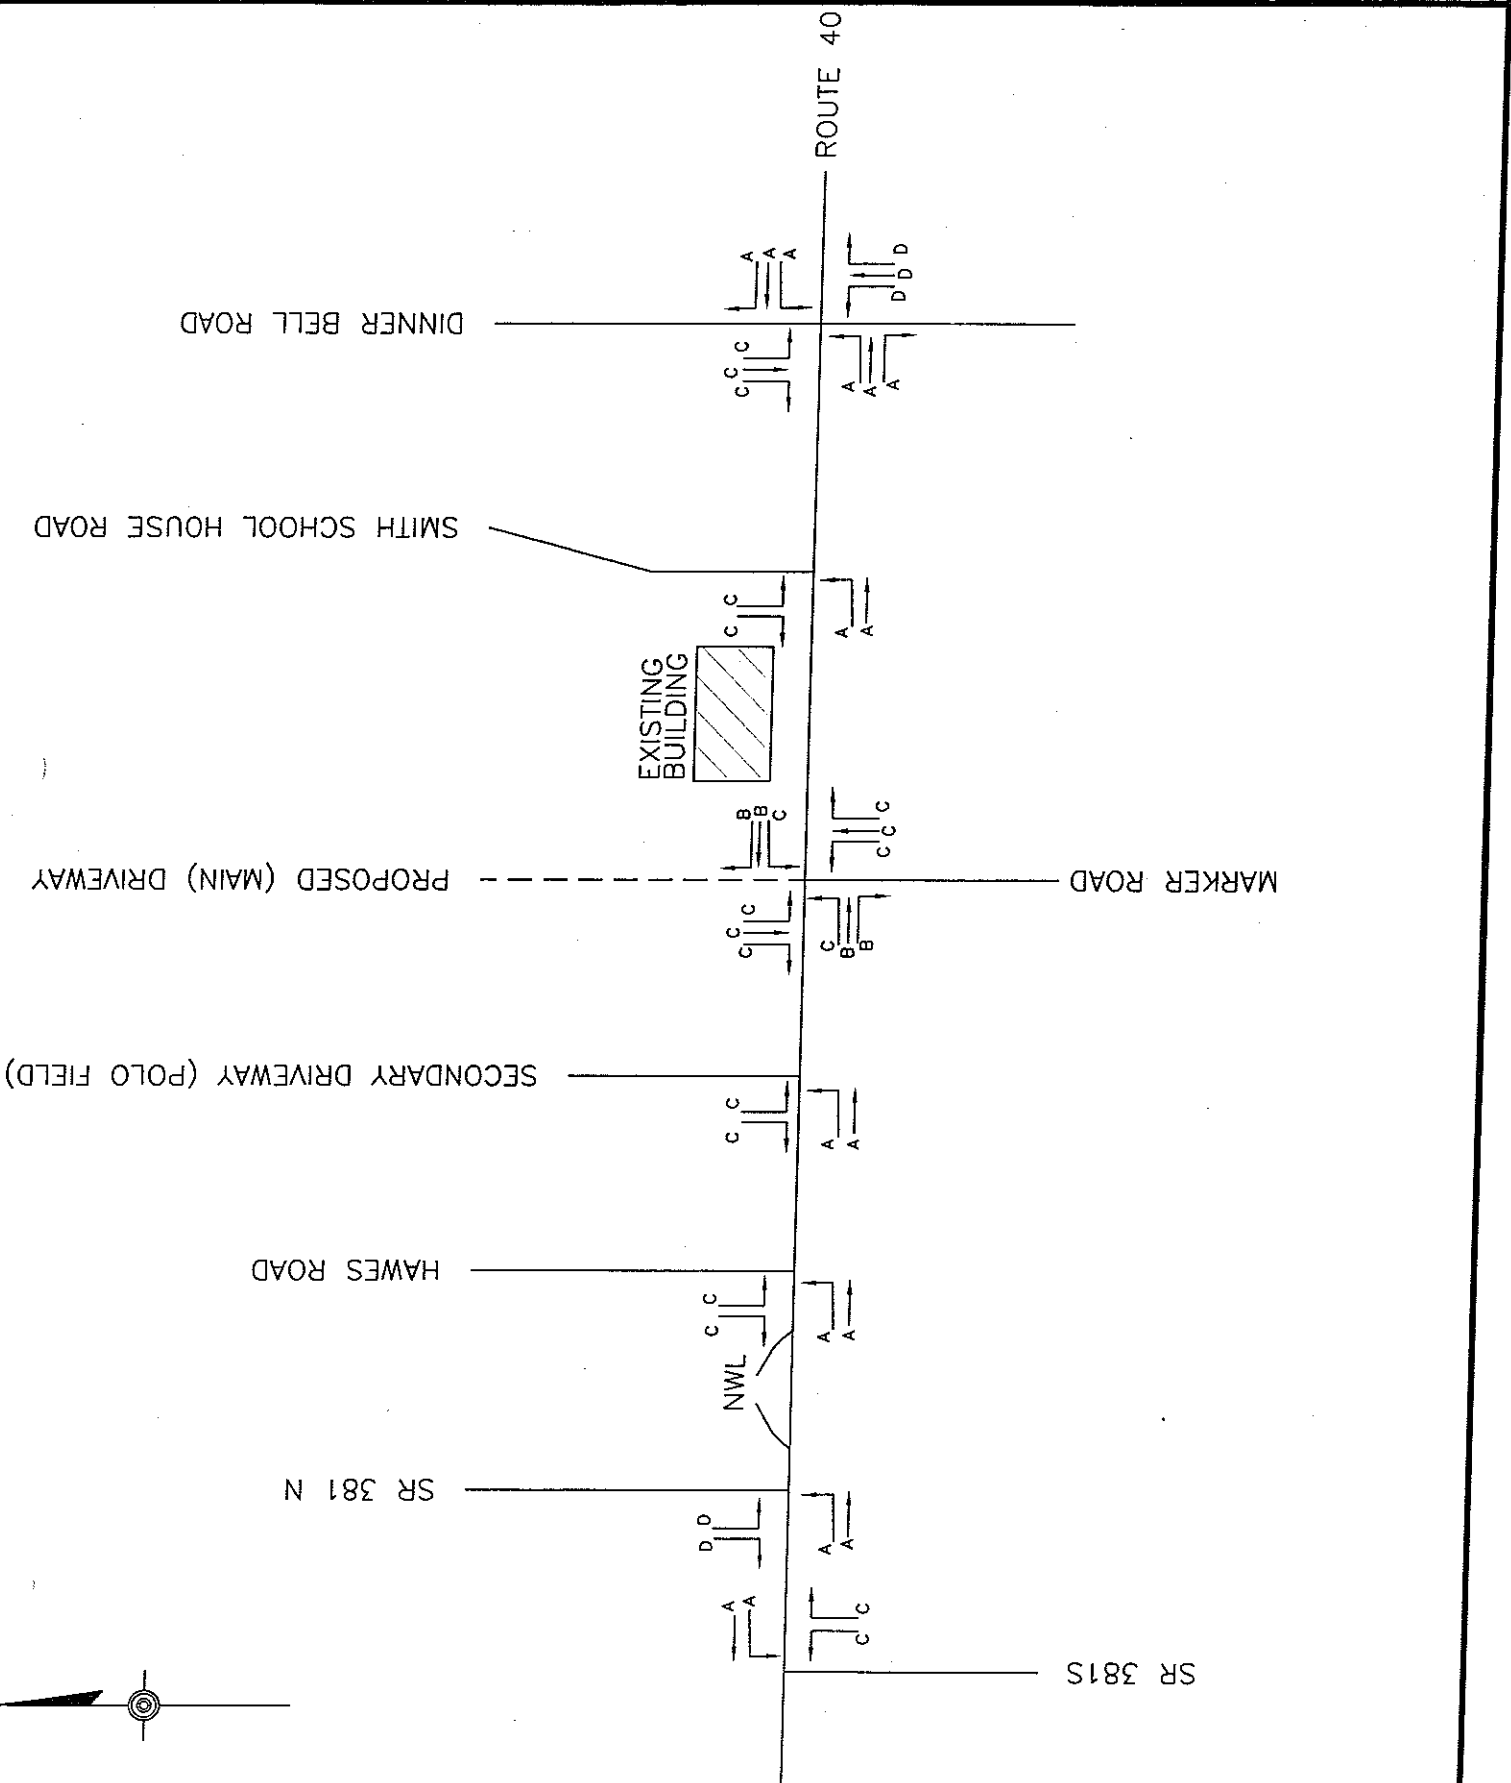 ROUTE 40
A
A
A
D
D
D
DINNER BELL ROAD
C
C
C
A
A
A
SMITH SCHOOL HOUSE ROAD
C
C
A
A
EXISTING
BUILDING
B
B
C
C
C
C
PROPOSED (MAIN) DRIVEWAY
MARKER ROAD
C
C
C
C
B
B
SECONDARY DRIVEWAY (POLO FIELD)
C
C
A
A
HAWES ROAD
C
C
A
A
NWL
SR 381 N
D
D
A
A
A
A
C
C
SR 381S